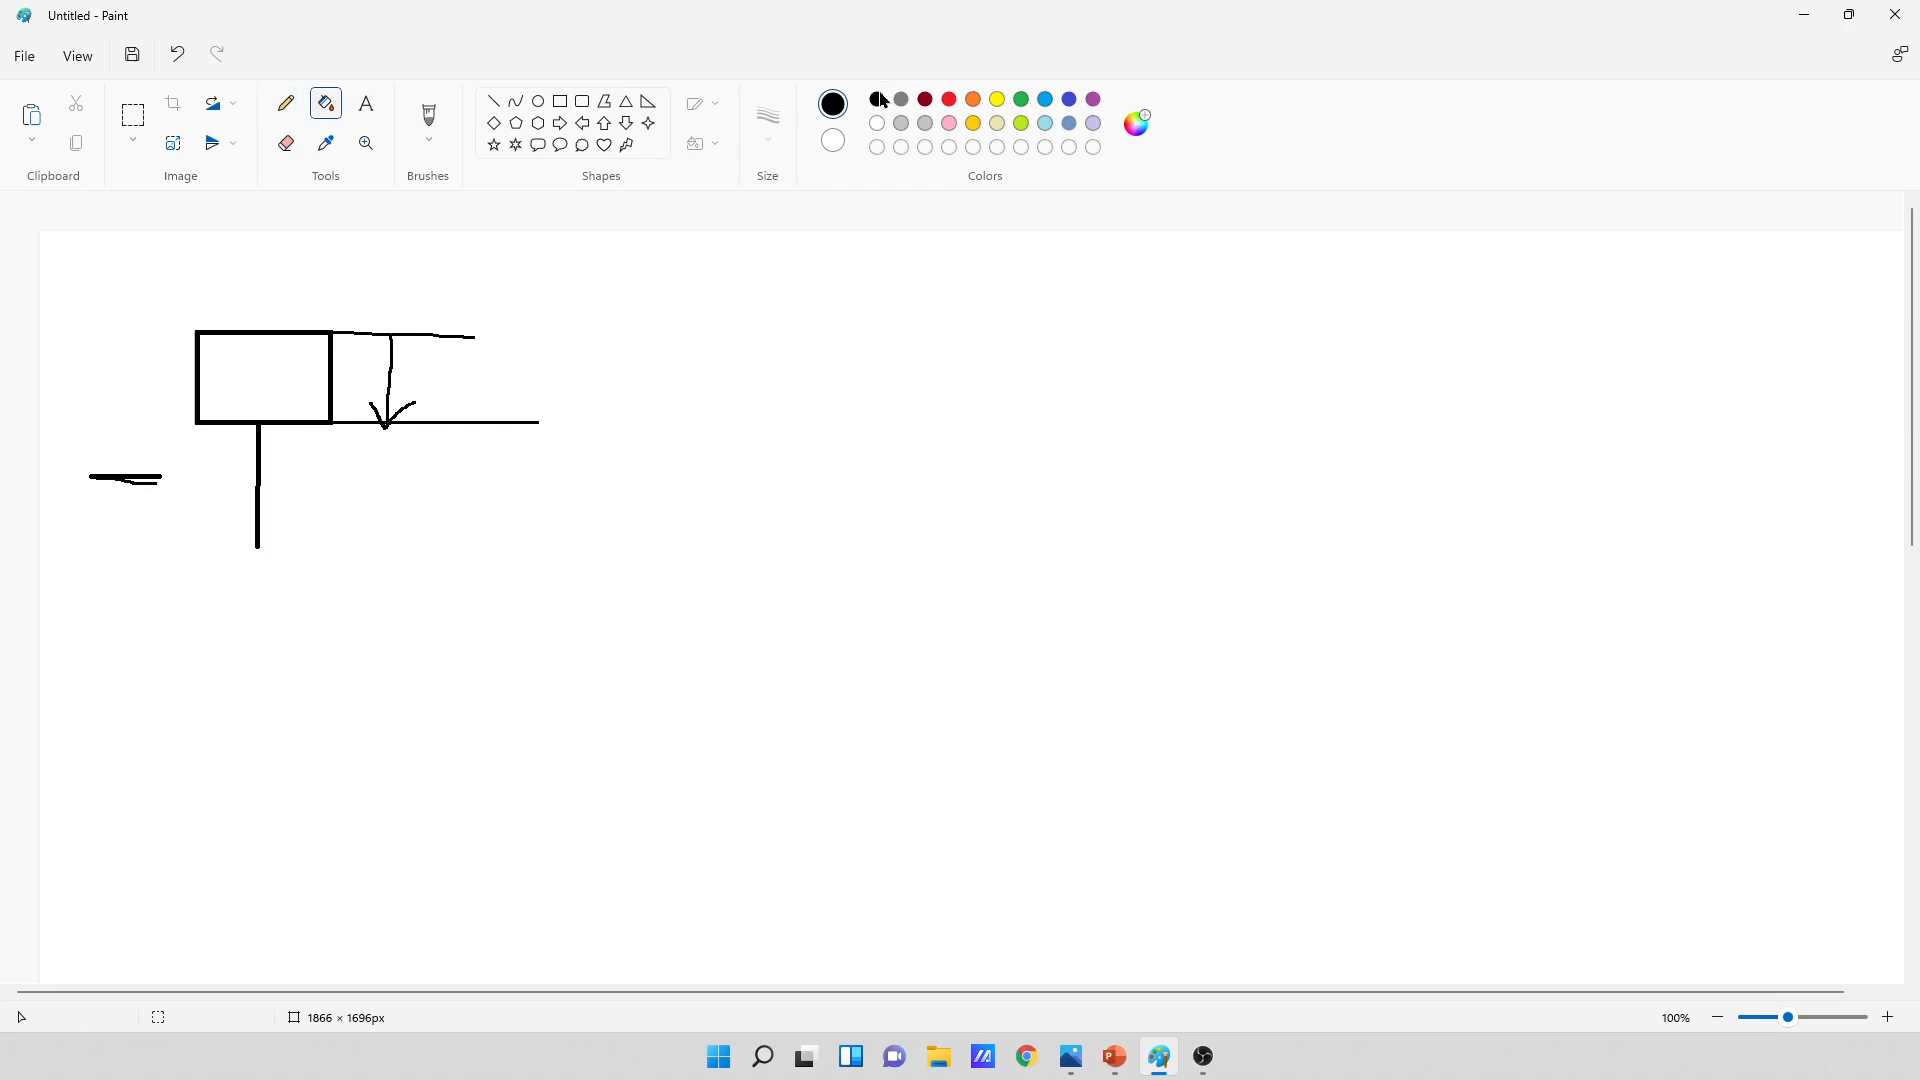 Untitled - Paint
File View
Clipboard Image Tools Brushes Shapes Size Colors
1866 × 1696px 100%